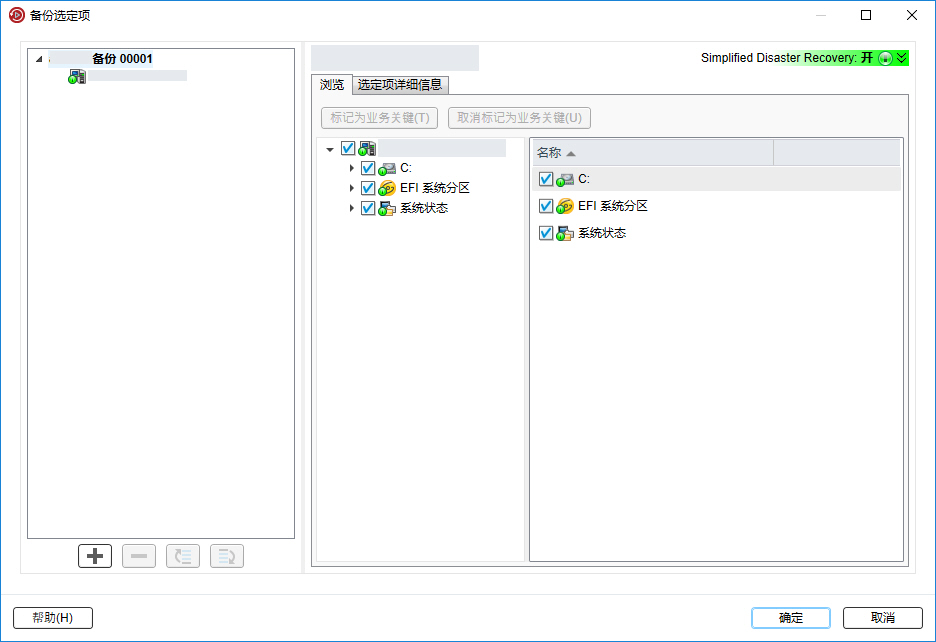 备份选定项
备份 00001
Simplified Disaster Recovery: 开
浏览
选定项详细信息
标记为业务关键(T)
取消标记为业务关键(U)
C:
EFI 系统分区
系统状态
名称
C:
EFI 系统分区
系统状态
帮助(H)
确定
取消